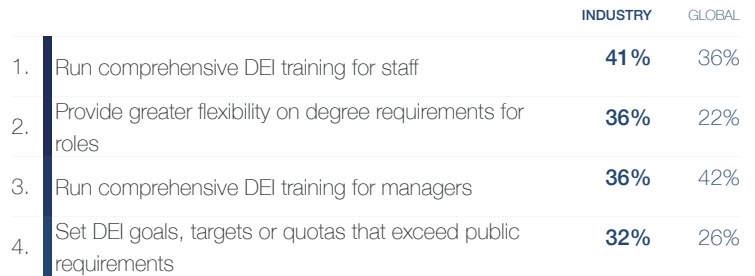 INDUSTRY GLOBAL
1. Run comprehensive DEI training for staff 41% 36%
Provide greater flexibility on degree requirements for
2. roles 36% 22%
3. Run comprehensive DEI training for managers 36% 42%
Set DEI goals, targets or quotas that exceed public
4. requirements 32% 26%